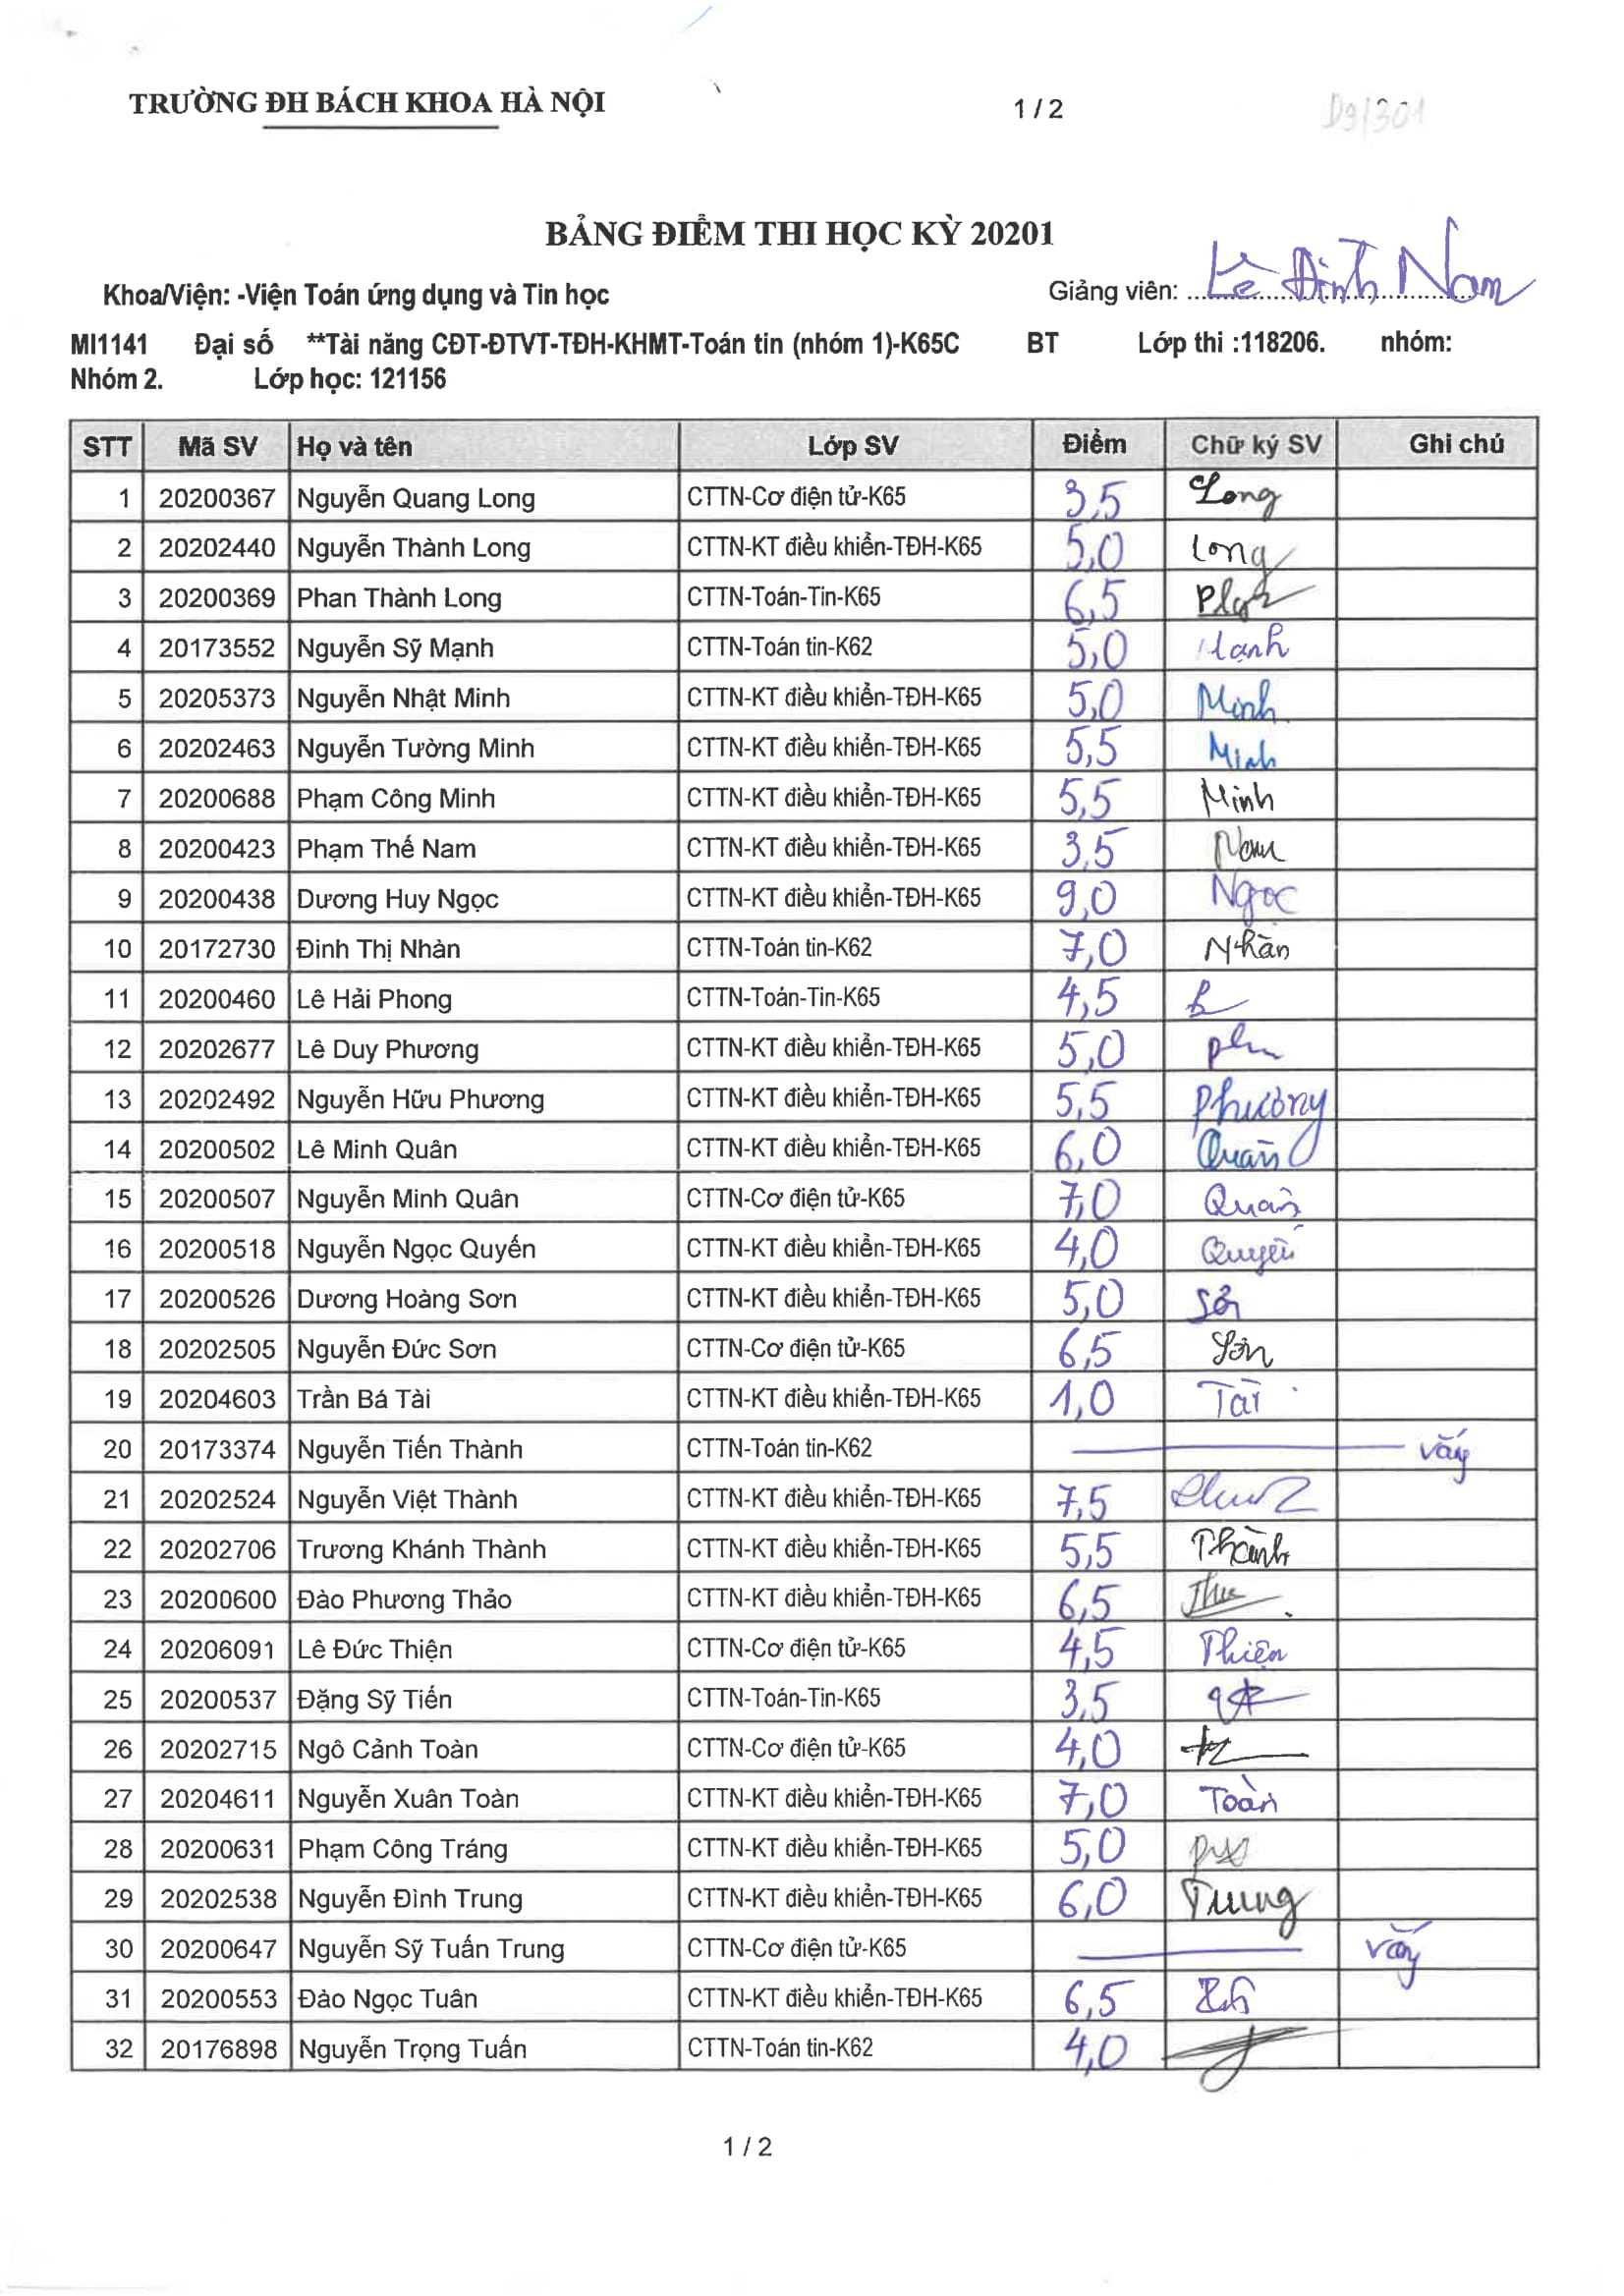 TRƯỜNG ĐH BÁCH KHOA HÀ NỘI 1 / 2 D9/301
BẢNG ĐIỂM THI HỌC KỲ 20201
Khoa/Viện: -Viện Toán ứng dụng và Tin học Giảng viên: Lê Đình Nam
MI1141 Đại số **Tài năng CĐT-ĐTVT-TĐH-KHMT-Toán tin (nhóm 1)-K65C BT Lớp thi :118206. nhóm:
Nhóm 2. Lớp học: 121156
STT Mã SV Họ và tên Lớp SV Điểm Chữ ký SV Ghi chú
1 20200367 Nguyễn Quang Long CTTN-Cơ điện tử-K65 3,5 Long
2 20202440 Nguyễn Thành Long CTTN-KT điều khiển-TĐH-K65 5,0 Long
3 20200369 Phan Thành Long CTTN-Toán-Tin-K65 6,5
4 20173552 Nguyễn Sỹ Mạnh CTTN-Toán tin-K62 5,0 Mạnh
5 20205373 Nguyễn Nhật Minh CTTN-KT điều khiển-TĐH-K65 5,0 Minh
6 20202463 Nguyễn Tường Minh CTTN-KT điều khiển-TĐH-K65 5,5 Minh
7 20200688 Phạm Công Minh CTTN-KT điều khiển-TĐH-K65 5,5 Minh
8 20200423 Phạm Thế Nam CTTN-KT điều khiển-TĐH-K65 3,5 Nam
9 20200438 Dương Huy Ngọc CTTN-KT điều khiển-TĐH-K65 9,0 Ngọc
10 20172730 Đinh Thị Nhàn CTTN-Toán tin-K62 7,0 Nhàn
11 20200460 Lê Hải Phong CTTN-Toán-Tin-K65 4,5
12 20202677 Lê Duy Phương CTTN-KT điều khiển-TĐH-K65 5,0
13 20202492 Nguyễn Hữu Phương CTTN-KT điều khiển-TĐH-K65 5,5 Phương
14 20200502 Lê Minh Quân CTTN-KT điều khiển-TĐH-K65 6,0 Quân
15 20200507 Nguyễn Minh Quân CTTN-Cơ điện tử-K65 7,0 Quân
16 20200518 Nguyễn Ngọc Quyến CTTN-KT điều khiển-TĐH-K65 4,0 Quyến
17 20200526 Dương Hoàng Sơn CTTN-KT điều khiển-TĐH-K65 5,0 Sơn
18 20202505 Nguyễn Đức Sơn CTTN-Cơ điện tử-K65 6,5 Sơn
19 20204603 Trần Bá Tài CTTN-KT điều khiển-TĐH-K65 1,0 Tài
20 20173374 Nguyễn Tiến Thành CTTN-Toán tin-K62 vắng
21 20202524 Nguyễn Việt Thành CTTN-KT điều khiển-TĐH-K65 7,5
22 20202706 Trương Khánh Thành CTTN-KT điều khiển-TĐH-K65 5,5 Thành
23 20200600 Đào Phương Thảo CTTN-KT điều khiển-TĐH-K65 6,5
24 20206091 Lê Đức Thiện CTTN-Cơ điện tử-K65 4,5 Thiện
25 20200537 Đặng Sỹ Tiến CTTN-Toán-Tin-K65 3,5
26 20202715 Ngô Cảnh Toàn CTTN-Cơ điện tử-K65 4,0
27 20204611 Nguyễn Xuân Toàn CTTN-KT điều khiển-TĐH-K65 7,0 Toàn
28 20200631 Phạm Công Tráng CTTN-KT điều khiển-TĐH-K65 5,0
29 20202538 Nguyễn Đình Trung CTTN-KT điều khiển-TĐH-K65 6,0 Trung
30 20200647 Nguyễn Sỹ Tuấn Trung CTTN-Cơ điện tử-K65 vắng
31 20200553 Đào Ngọc Tuân CTTN-KT điều khiển-TĐH-K65 6,5
32 20176898 Nguyễn Trọng Tuấn CTTN-Toán tin-K62 4,0
1 / 2